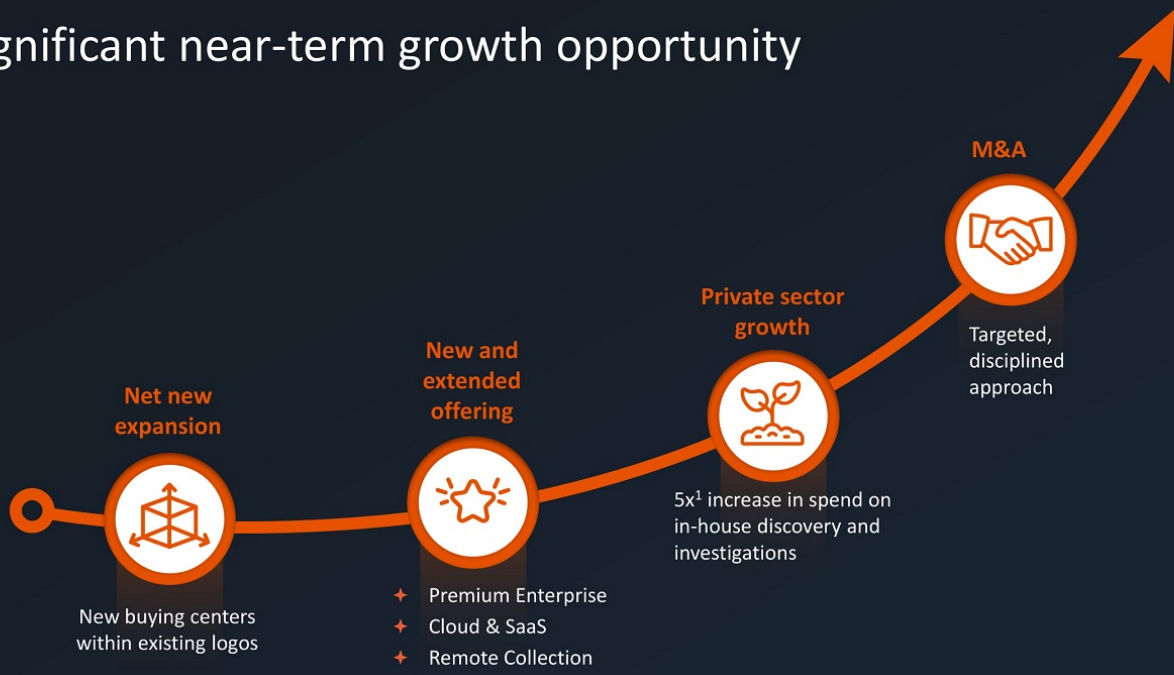 gnificant near-term growth opportunity
M&A
Targeted,
disciplined
approach
Private sector
growth
5x¹ increase in spend on
in-house discovery and
investigations
New and
extended
offering
Premium Enterprise
Cloud & SaaS
Remote Collection
Net new
expansion
New buying centers
within existing logos